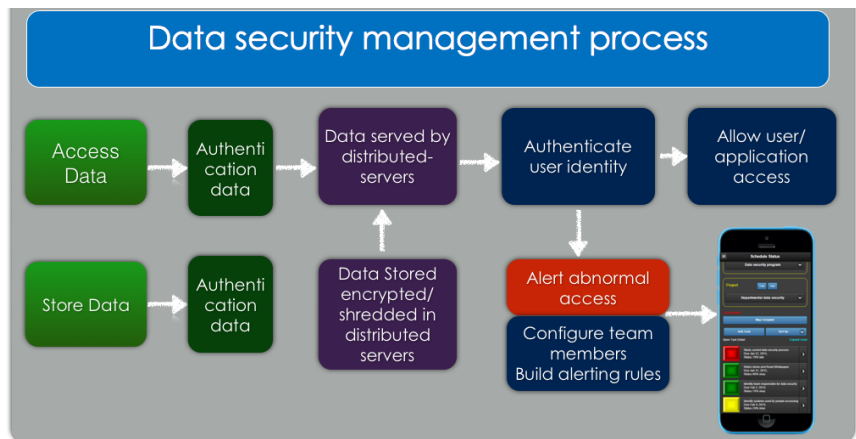 Data security management process
Access
Data
Authenti
cation
data
Data served by
distributed-
servers
Authenticate
user identity
Allow user/
application
access
Store Data
Authenti
cation
data
Data Stored
encrypted/
shredded in
distributed
servers
Alert abnormal
access
Configure team
members
Build alerting rules
Schedule Status
Data security program
Project
Departmental data security